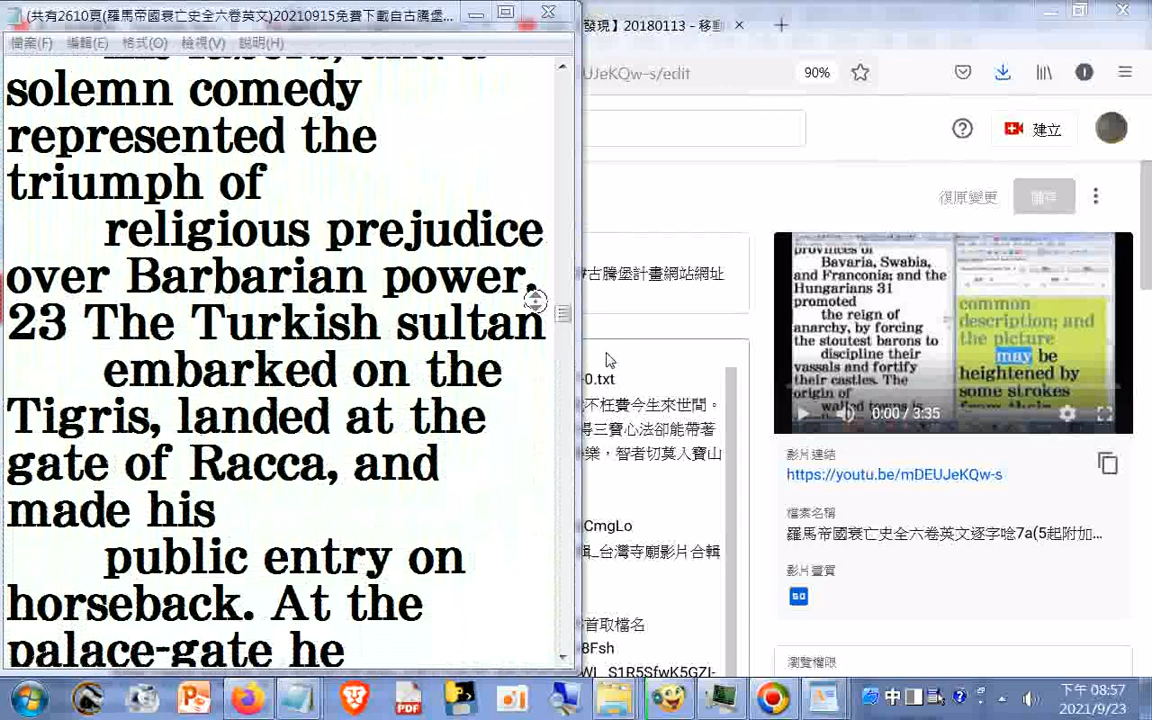 (共有2610頁(羅馬帝國衰亡史全六卷英文)20210915免費下載自古騰堡...
檔案(F) 編輯(E) 格式(O) 檢視(V) 說明(H)
solemn comedy
represented the
triumph of
religious prejudice
over Barbarian power.
23 The Turkish sultan
embarked on the
Tigris, landed at the
gate of Racca, and
made his
public entry on
horseback. At the
palace-gate he
發現】20180113 - 移動
UJeKQw-s/edit
90%
建立
復原變更
儲存
#古騰堡計畫網站網址
-0.txt
不枉費今生來世間。
得三寶心法卻能帶著
樂，智者切莫入寶山
CmgLo
輯_台灣寺廟影片合輯
首取檔名
8Fsh
WI_S1R5SfwK5GZI-
provinces of
Bavaria, Swabia,
and Franconia; and the
Hungarians 31
promoted
the reign of
anarchy, by forcing
the stoutest barons to
discipline their
vassals and fortify
their castles. The
origin of
walled towns is
common
description; and
the picture
may be
heightened by
some strokes
0:00 / 3:35
影片連結
https://youtu.be/mDEUJeKQw-s
檔案名稱
羅馬帝國衰亡史全六卷英文逐字唸7a(5起附加...
影片畫質
SD
瀏覽權限
中
下午 08:57
2021/9/23